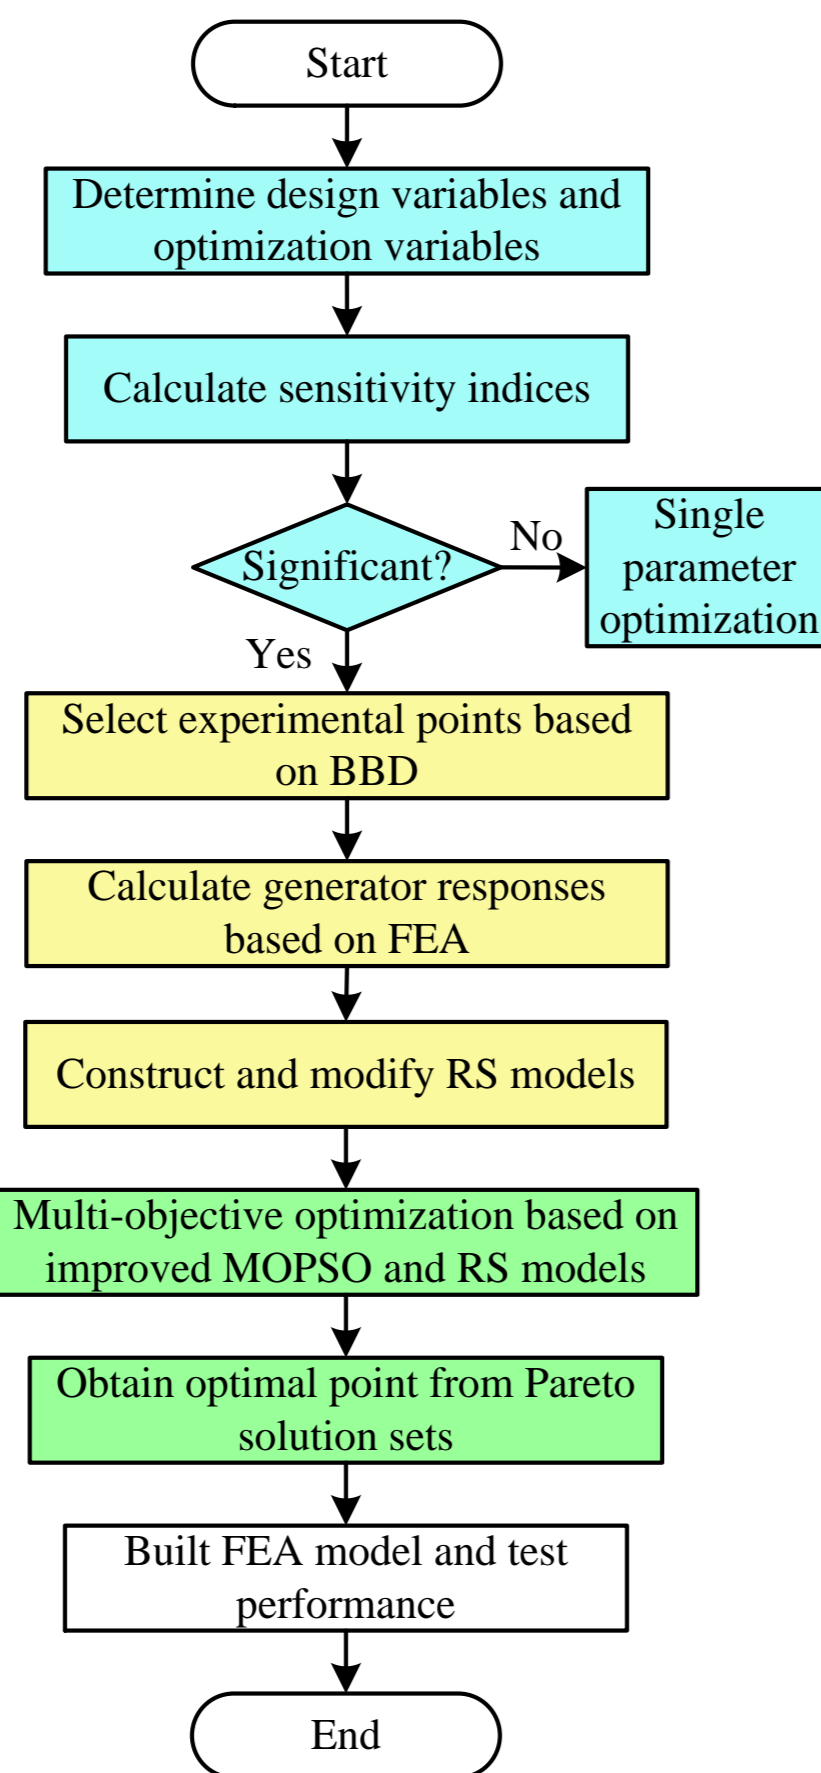 Start
Determine design variables and
optimization variables
Calculate sensitivity indices
Significant?
No
Single
parameter
optimization
Yes
Select experimental points based
on BBD
Calculate generator responses
based on FEA
Construct and modify RS models
Multi-objective optimization based on
improved MOPSO and RS models
Obtain optimal point from Pareto
solution sets
Built FEA model and test
performance
End